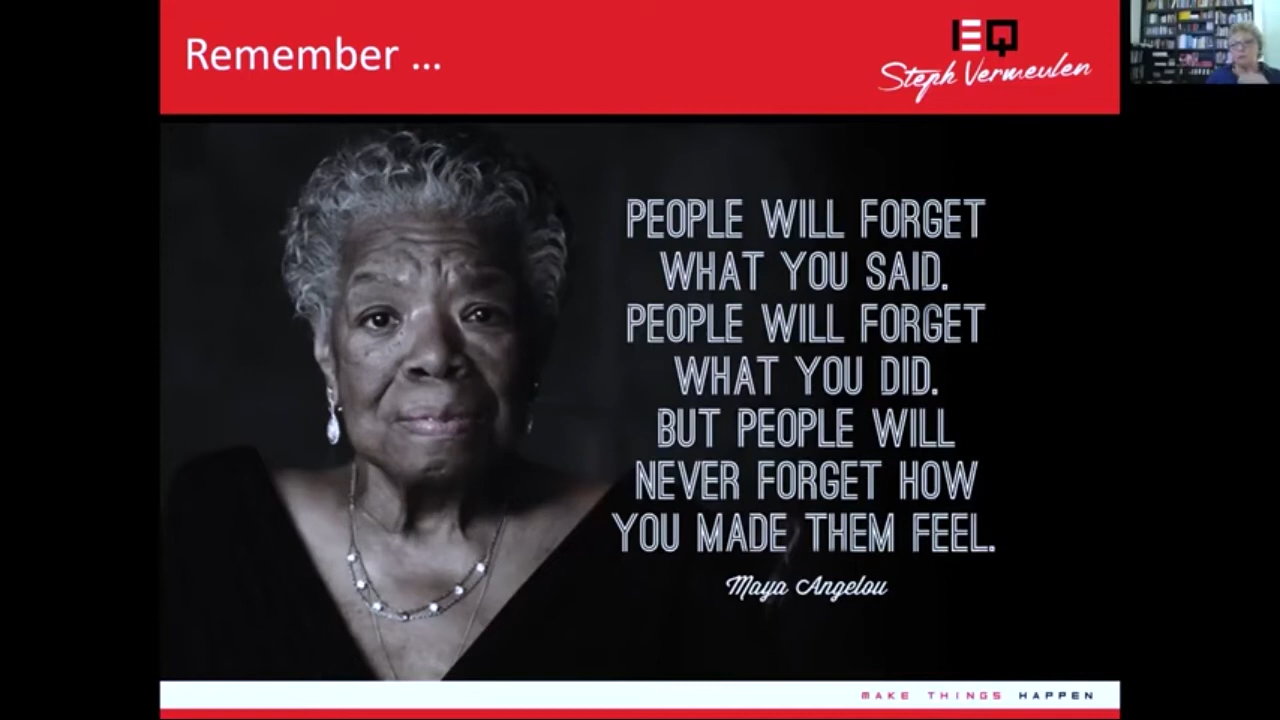 Remember ...
EQ
Steph Vermeulen
PEOPLE WILL FORGET
WHAT YOU SAID.
PEOPLE WILL FORGET
WHAT YOU DID.
BUT PEOPLE WILL
NEVER FORGET HOW
YOU MADE THEM FEEL.
Maya Angelou
MAKE THINGS HAPPEN